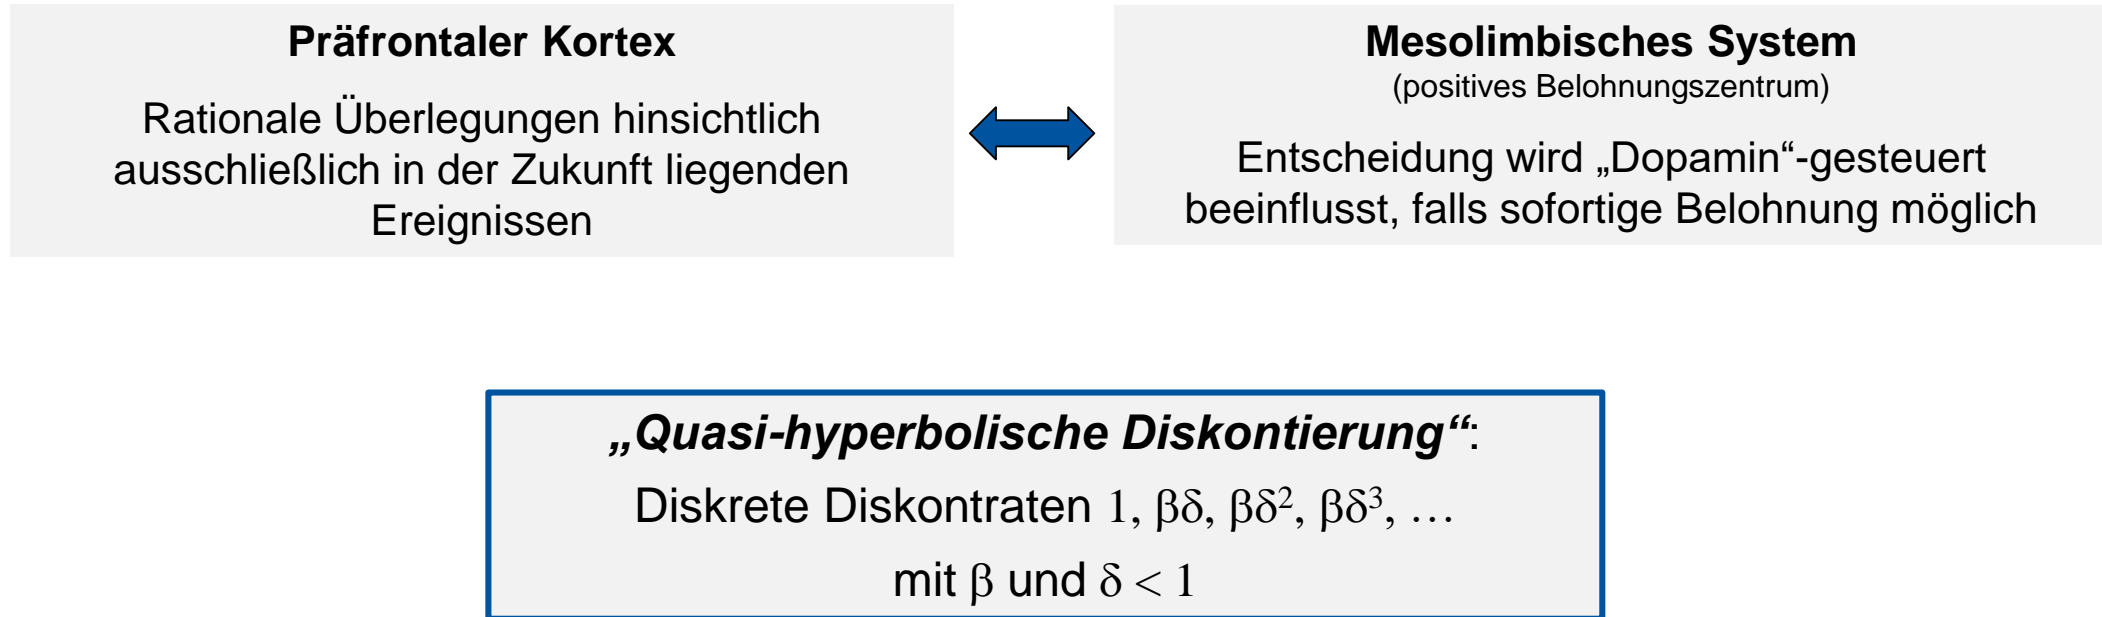 Präfrontaler Kortex
Rationale Überlegungen hinsichtlich
ausschließlich in der Zukunft liegenden
Ereignissen
Mesolimbisches System
(positives Belohnungszentrum)
Entscheidung wird „Dopamin“-gesteuert
beeinflusst, falls sofortige Belohnung möglich
„Quasi-hyperbolische Diskontierung“:
Diskrete Diskontraten 1, βδ, βδ², βδ³, …
mit β und δ < 1